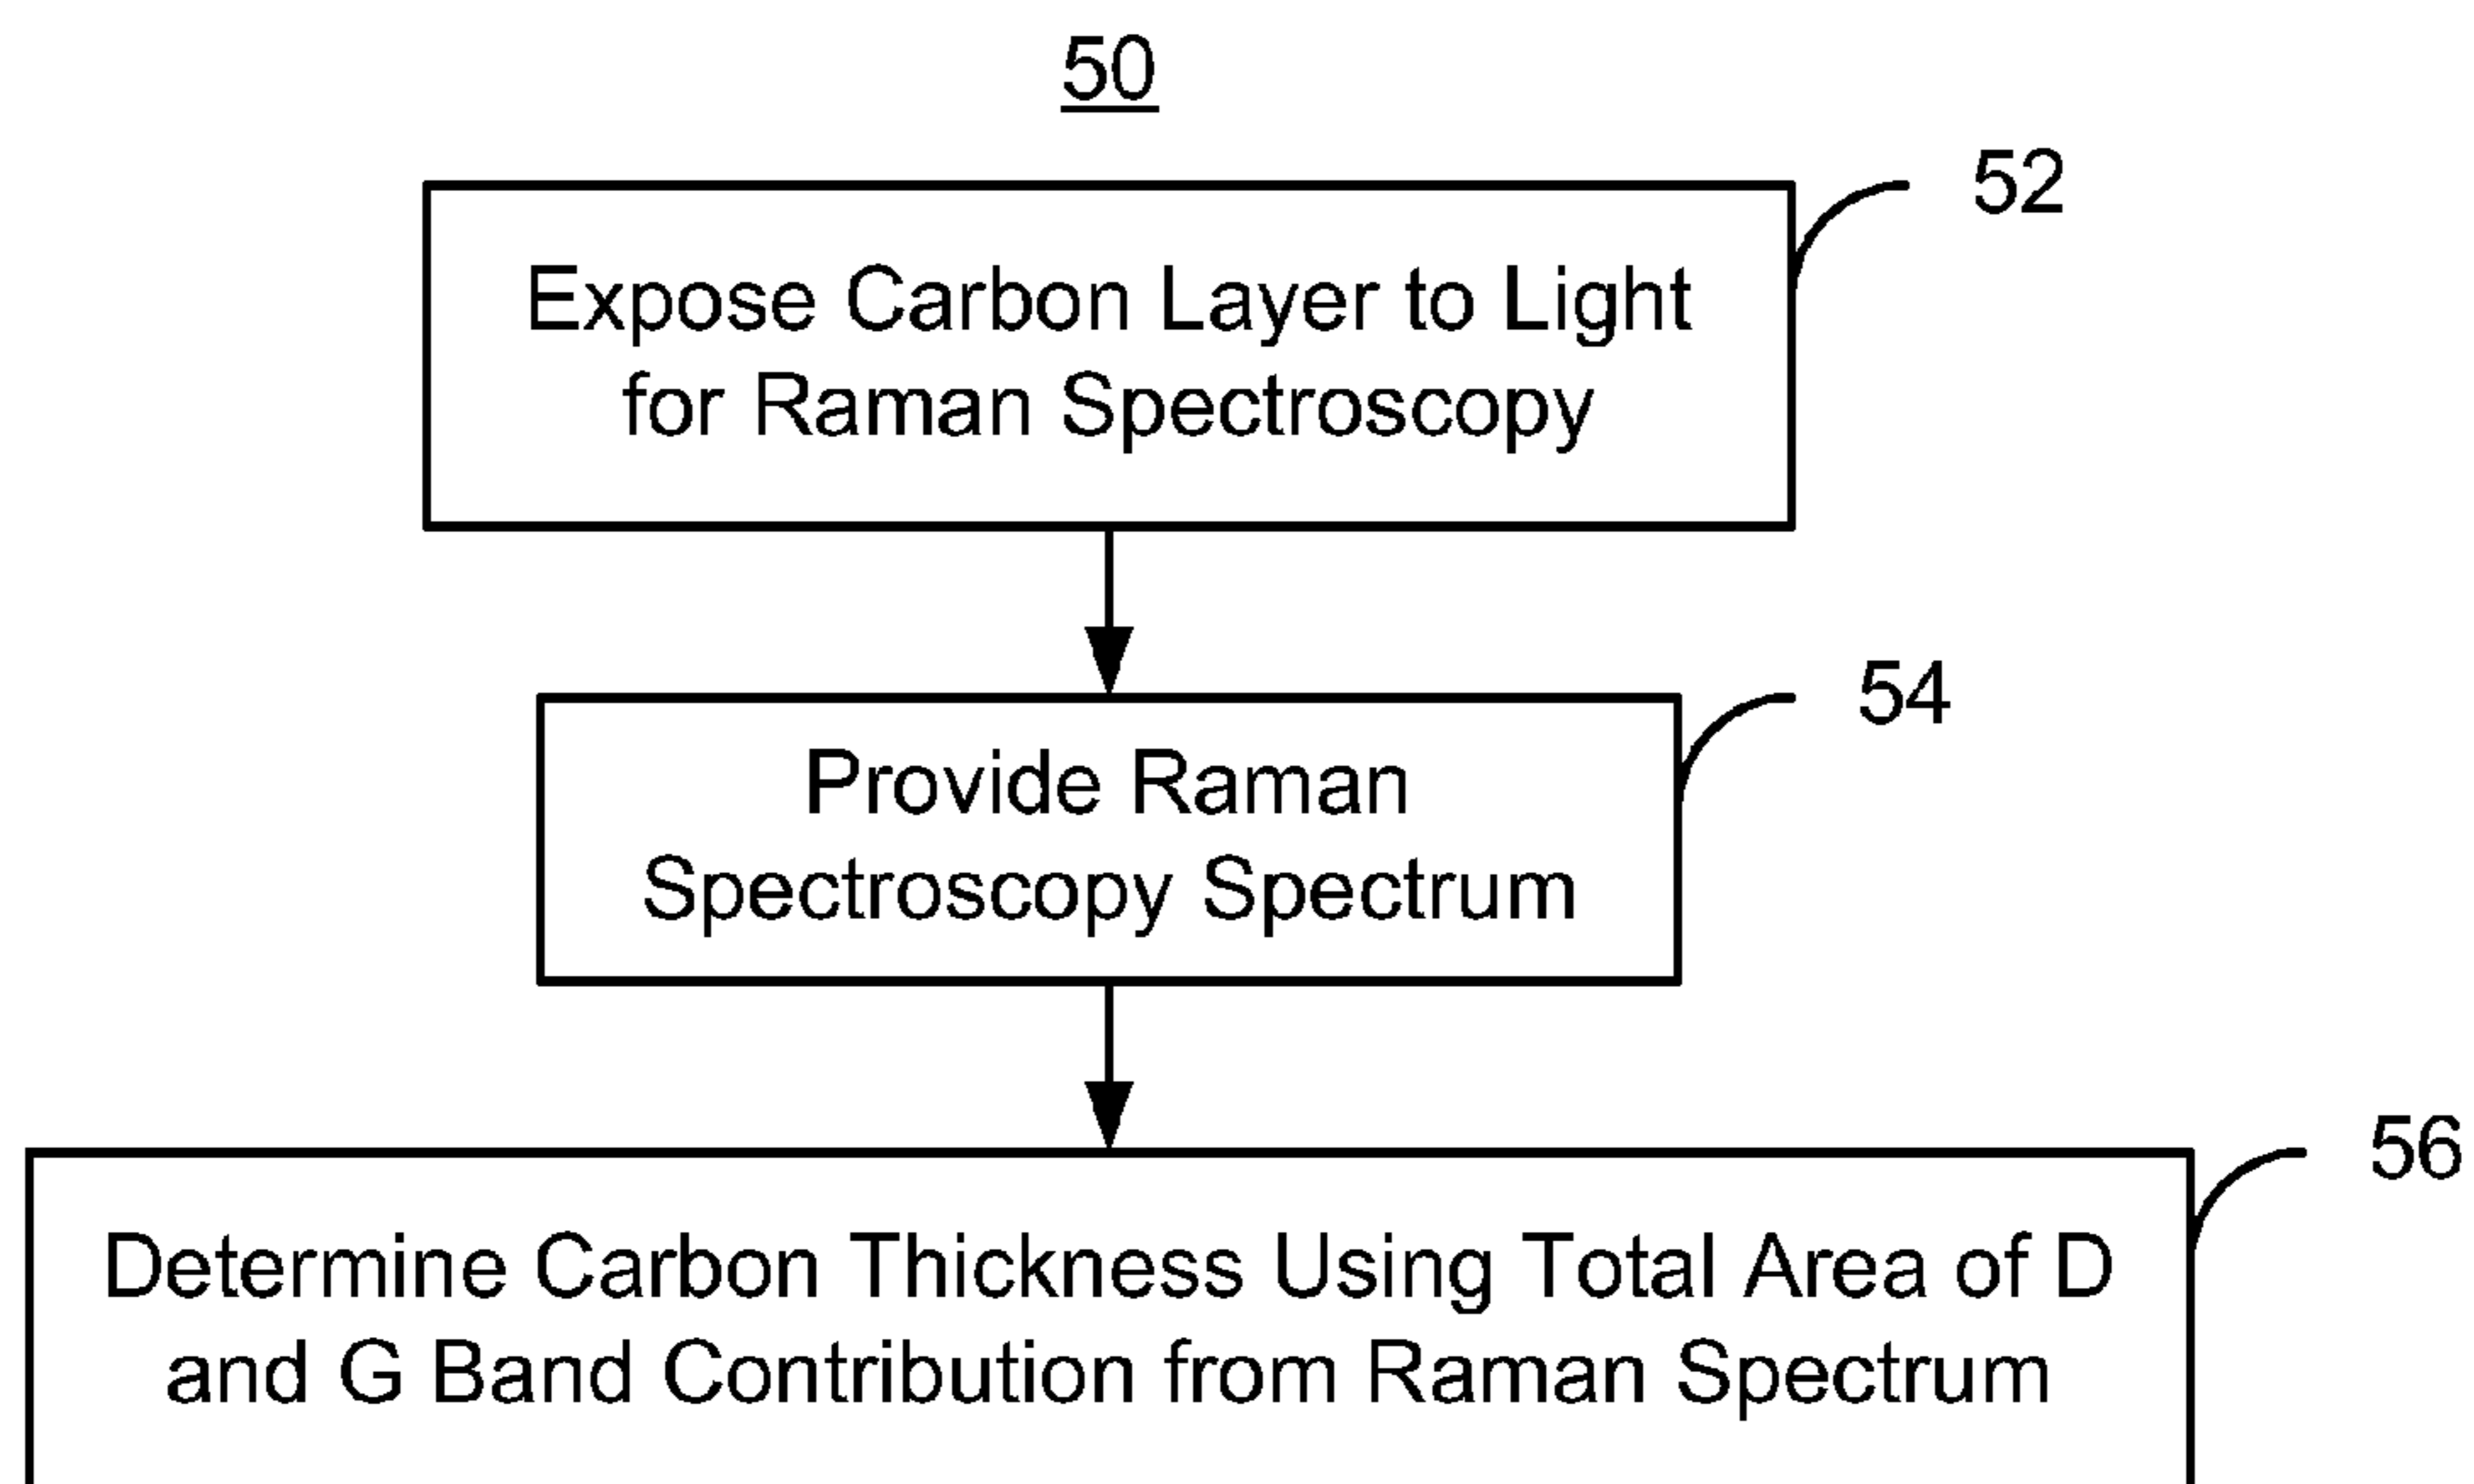 50
52
Expose Carbon Layer to Light
for Raman Spectroscopy
54
Provide Raman
Spectroscopy Spectrum
56
Determine Carbon Thickness Using Total Area of D
and G Band Contribution from Raman Spectrum